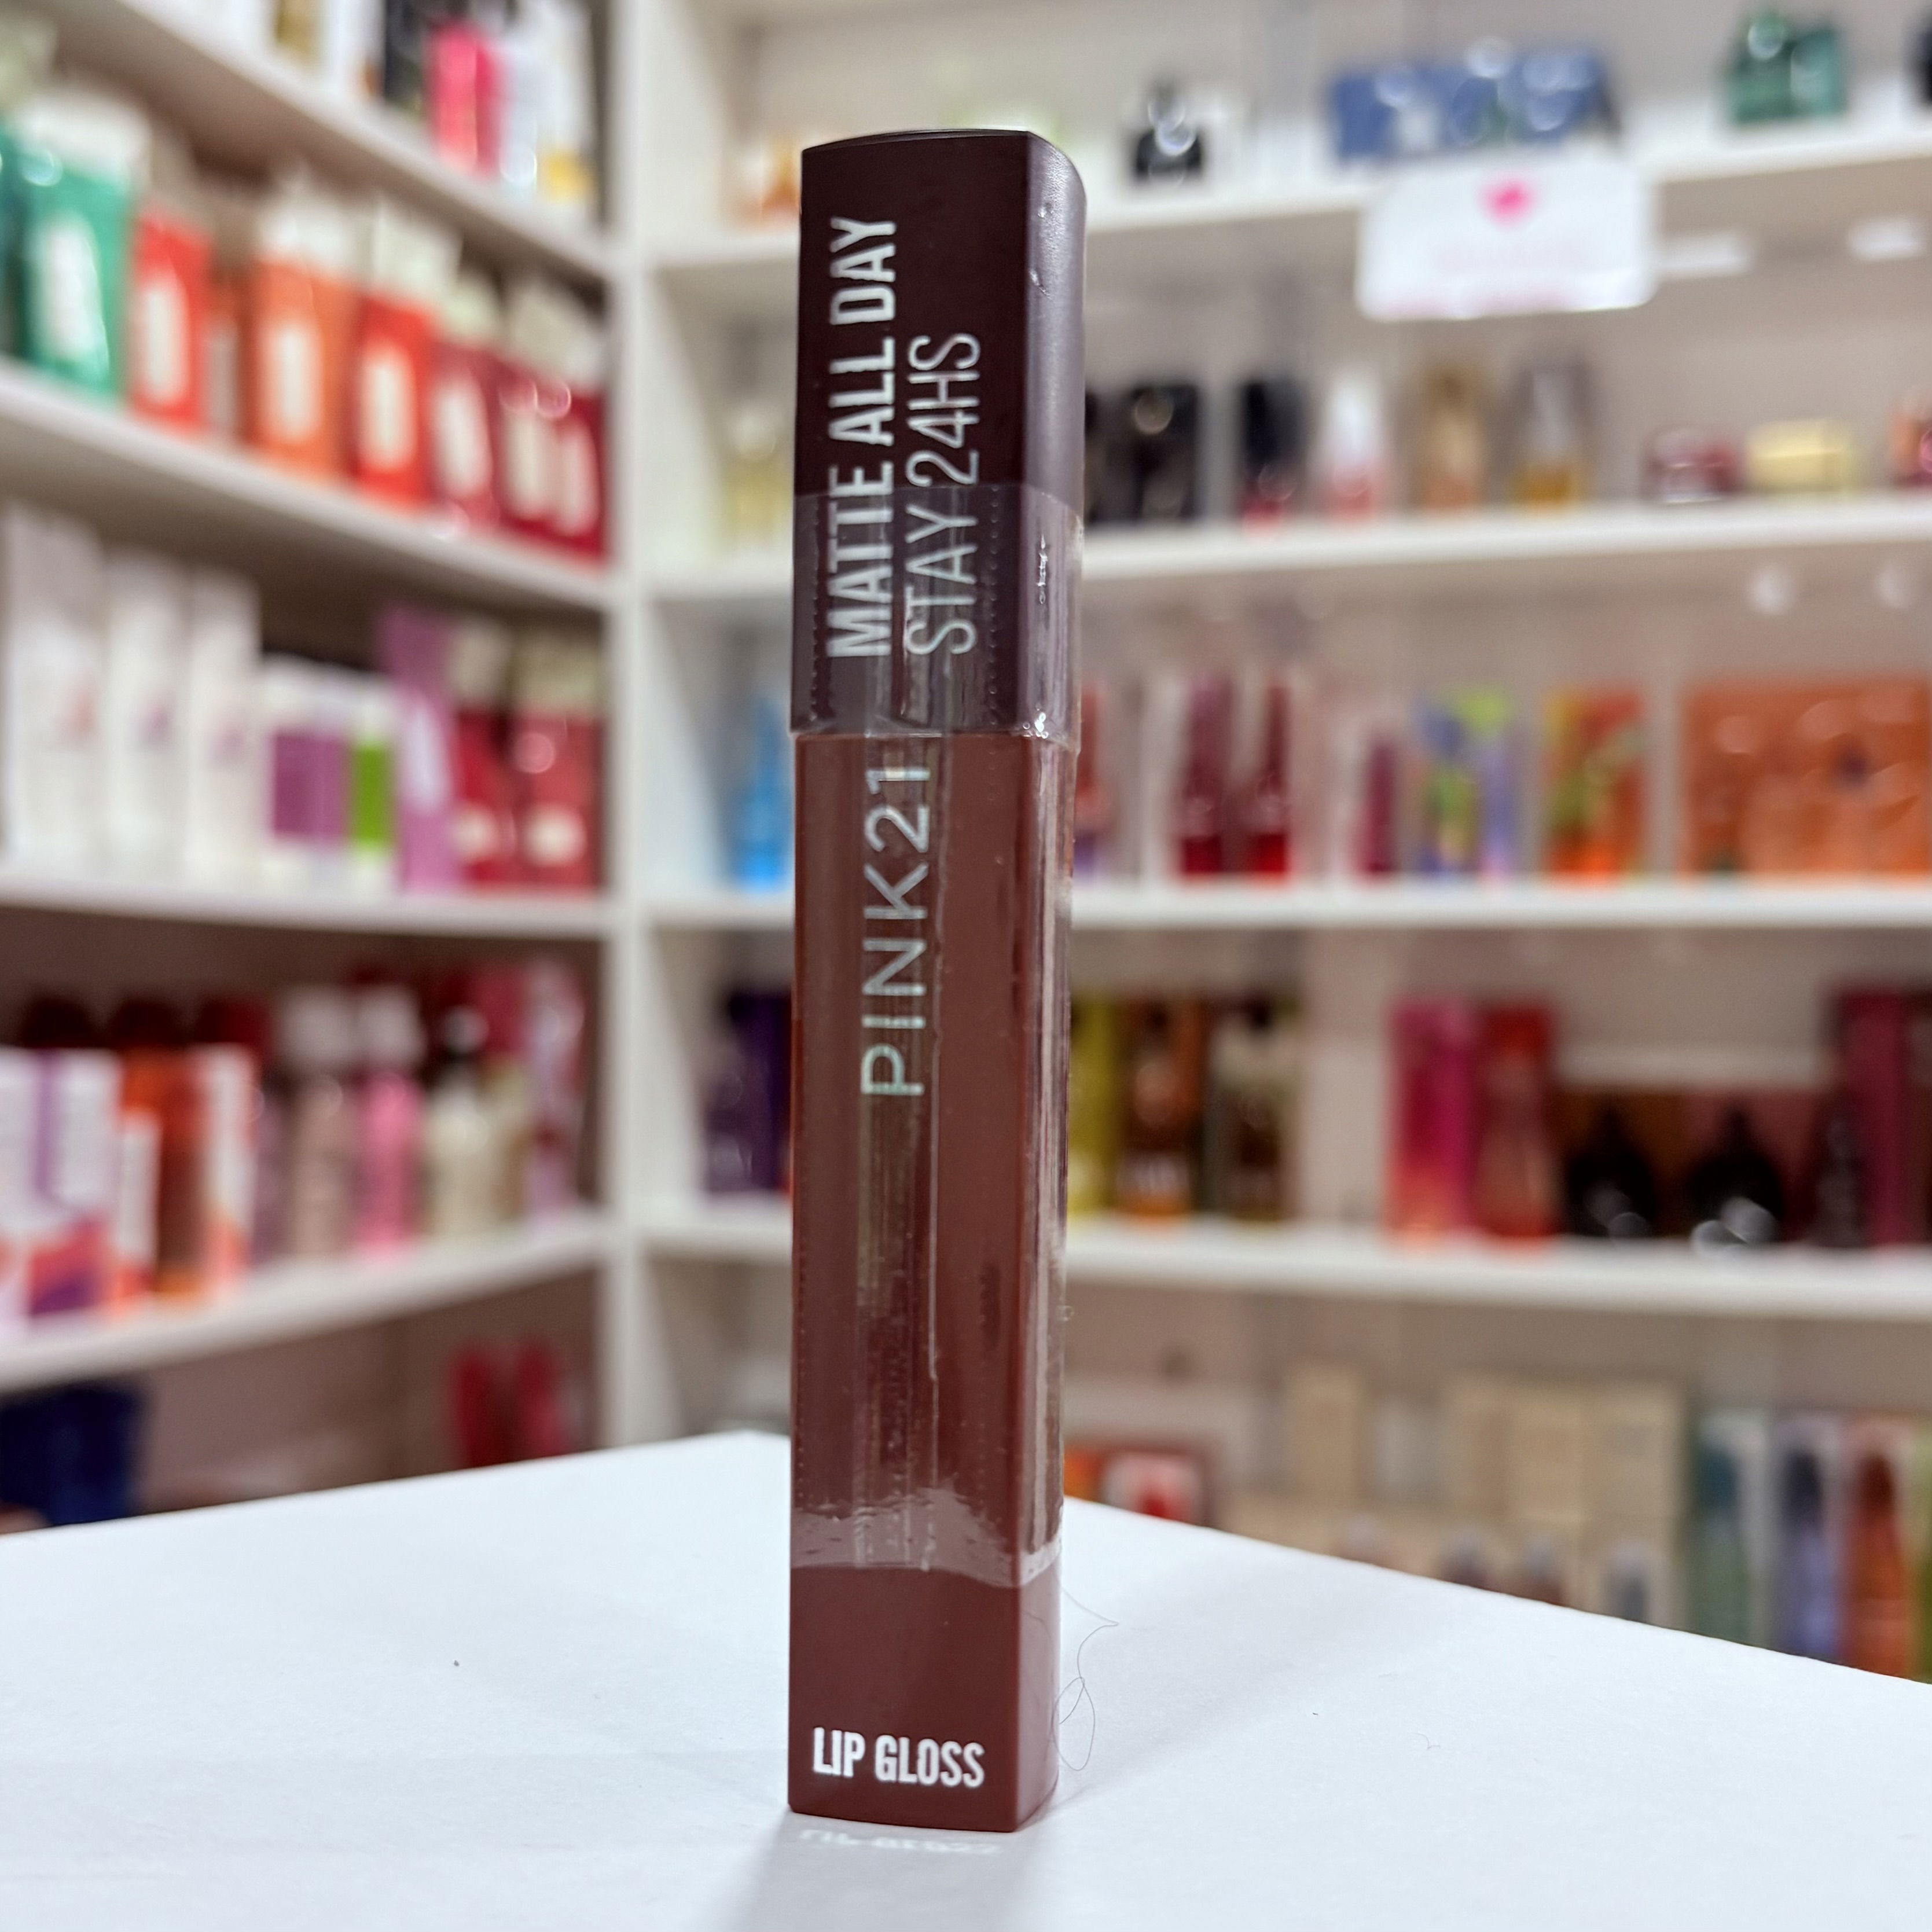 MATTE ALL DAY
STAY 24HS
PINK21
LIP GLOSS